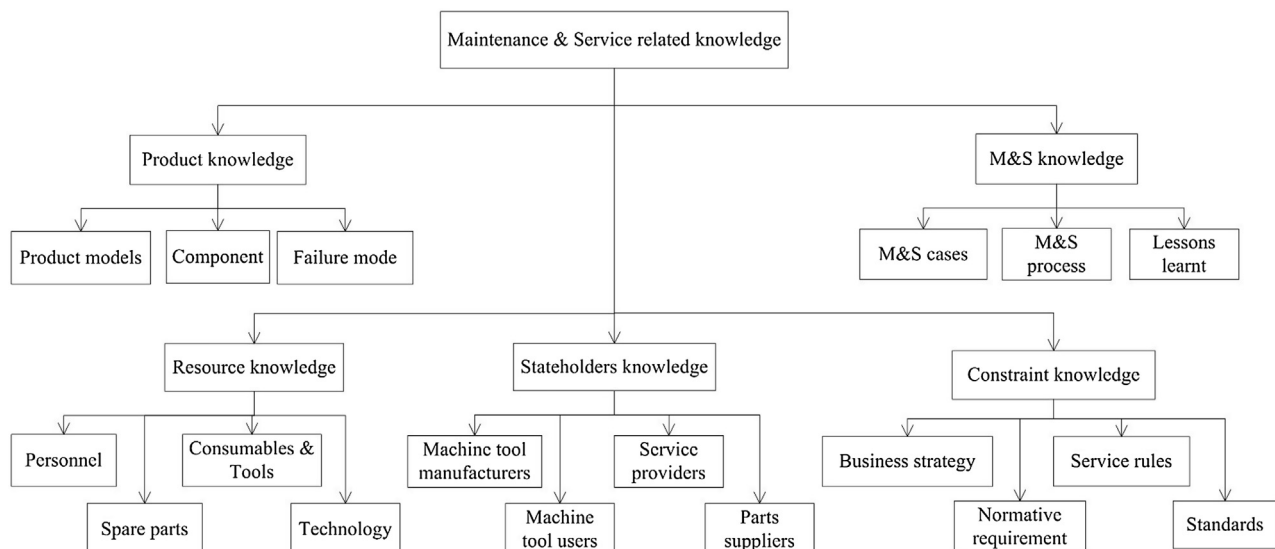 Maintenance & Service related knowledge
Product knowledge
M&S knowledge
Product models
Component
Failure mode
M&S cases
M&S
process
Lessons
learnt
Resource knowledge
Stateholders knowledge
Constraint knowledge
Personnel
Consumables &
Tools
Machine tool
manufacturers
Service
providers
Business strategy
Service rules
Spare parts
Technology
Machine
tool users
Parts
suppliers
Normative
requirement
Standards